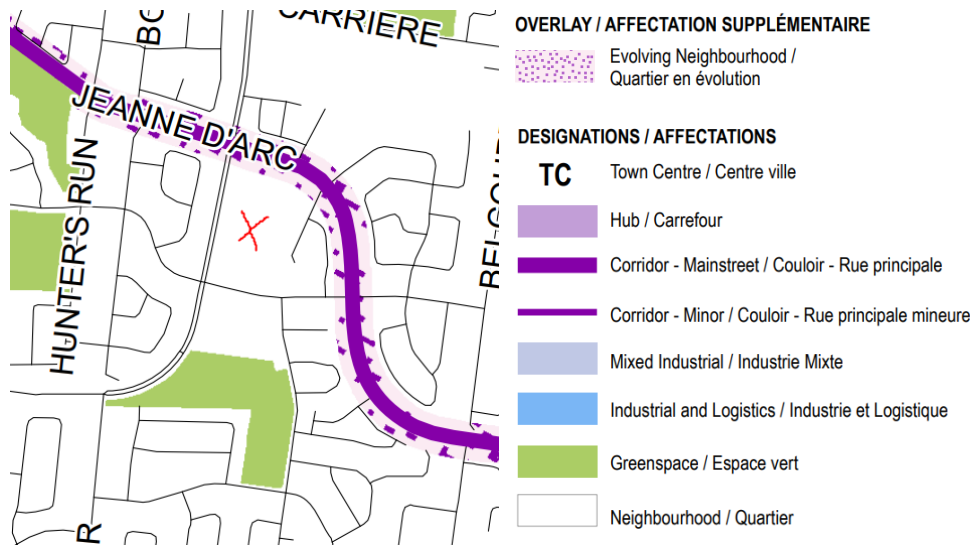 CARRIÈRE
BO
JEANNE D'ARC
HUNTER'S RUN
BELCOUR
R
OVERLAY / AFFECTATION SUPPLÉMENTAIRE
Evolving Neighbourhood /
Quartier en évolution
DESIGNATIONS / AFFECTATIONS
TC
Town Centre / Centre ville
Hub / Carrefour
Corridor - Mainstreet / Couloir - Rue principale
Corridor - Minor / Couloir - Rue principale mineure
Mixed Industrial / Industrie Mixte
Industrial and Logistics / Industrie et Logistique
Greenspace / Espace vert
Neighbourhood / Quartier